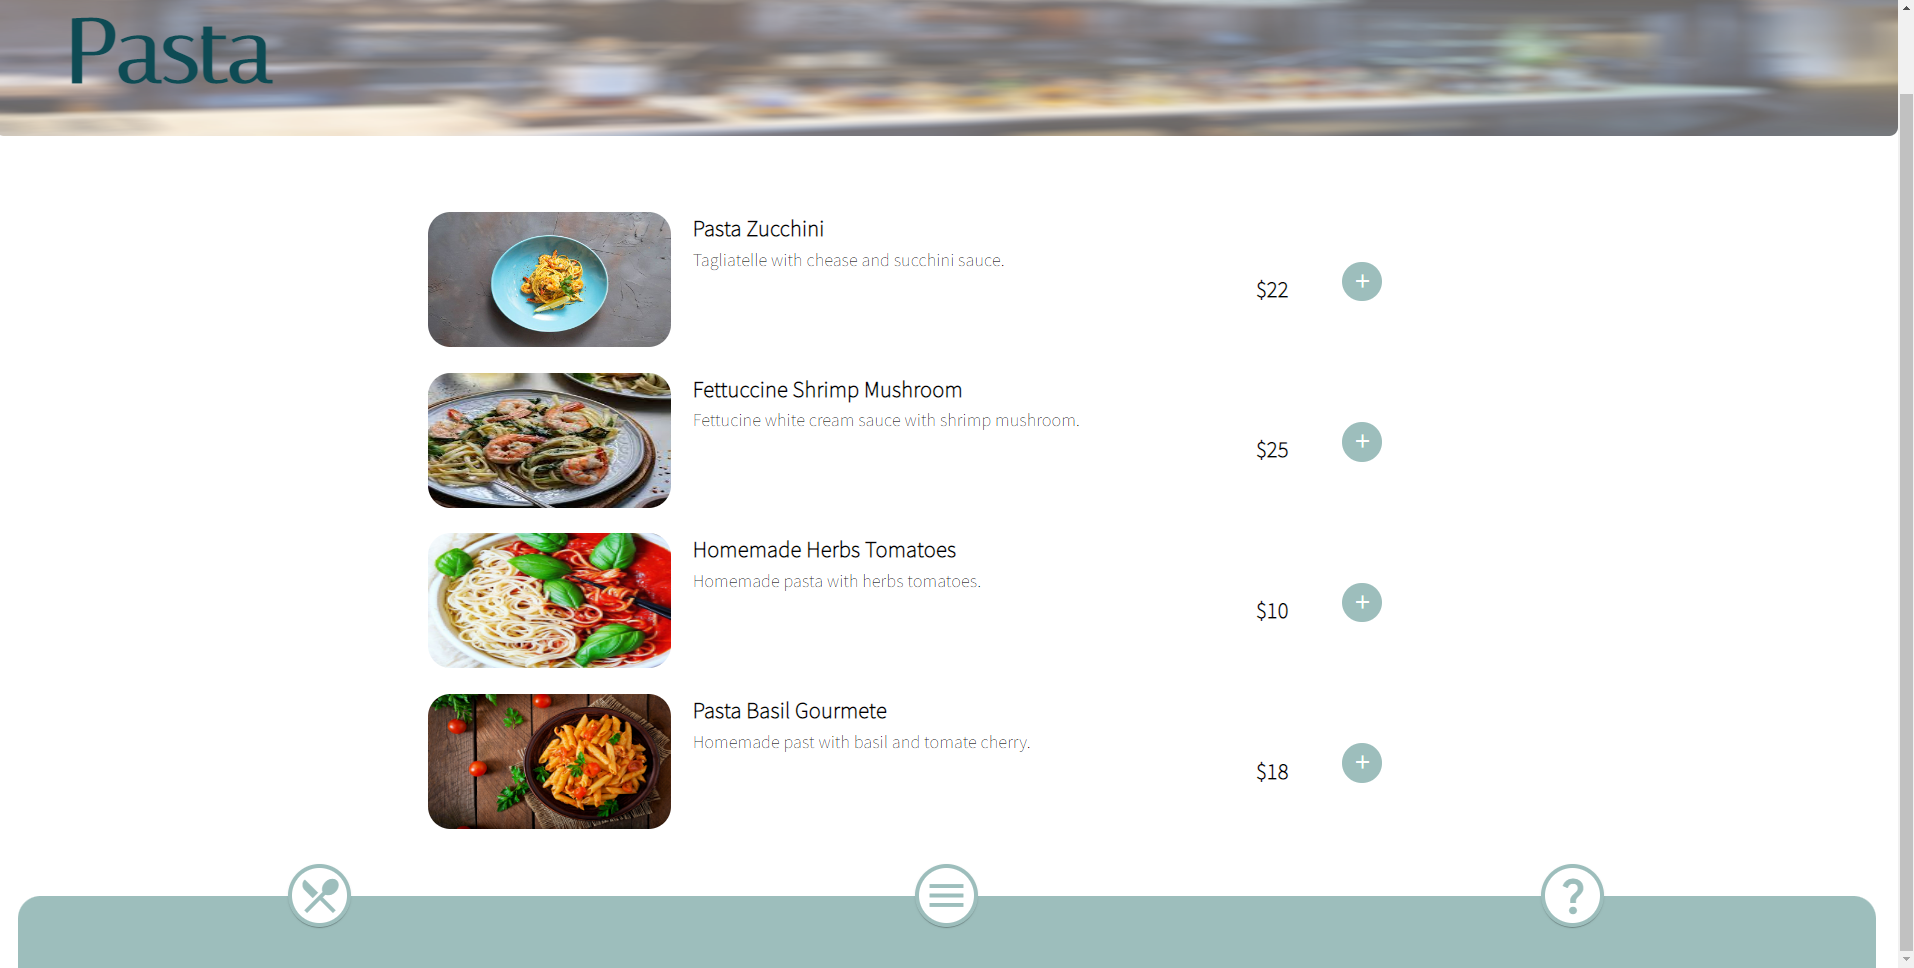 Pasta
Pasta Zucchini
Tagliatelle with chease and succhini sauce.
$22
+
Fettuccine Shrimp Mushroom
Fettucine white cream sauce with shrimp mushroom.
$25
+
Homemade Herbs Tomatoes
Homemade pasta with herbs tomatoes.
$10
+
Pasta Basil Gourmete
Homemade past with basil and tomate cherry.
$18
+
?